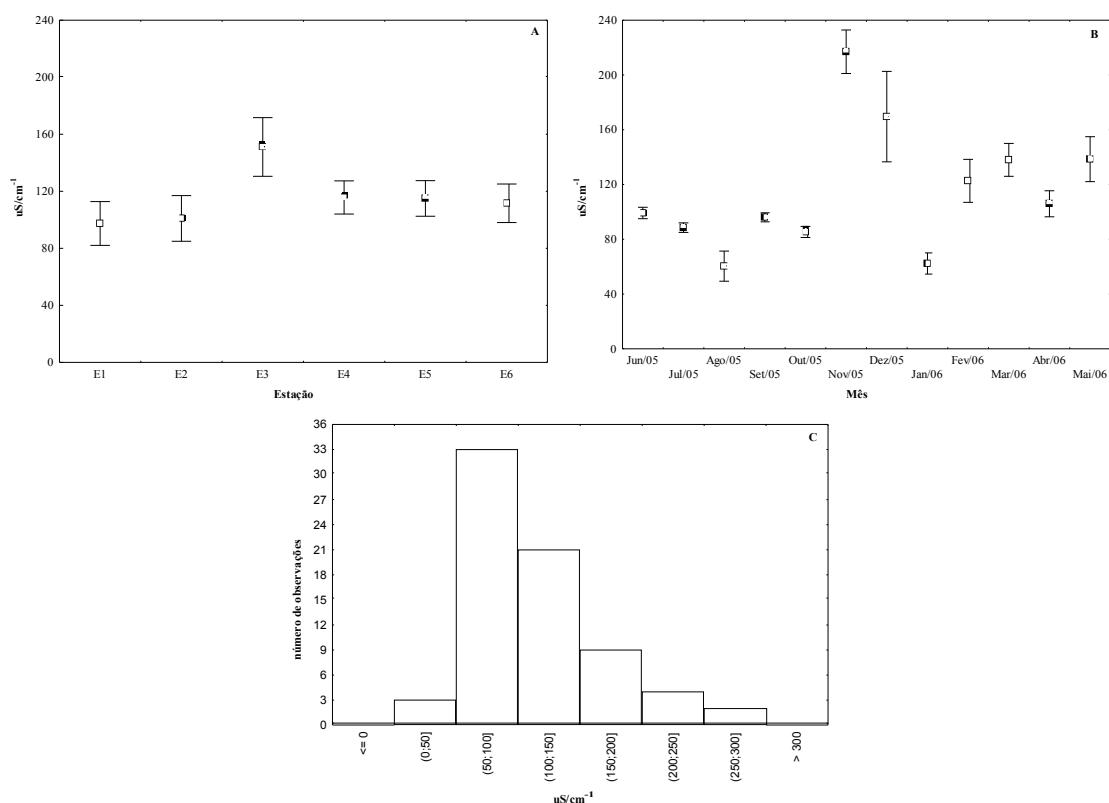 A
240
200
160
120
80
40
0
uS/cm⁻¹
E1 E2 E3 E4 E5 E6
Estação
B
240
200
160
120
80
40
0
uS/cm⁻¹
Jun/05 Ago/05 Out/05 Dez/05 Fev/06 Abr/06
Jul/05 Set/05 Nov/05 Jan/06 Mar/06 Mai/06
Mês
C
36
33
30
27
24
21
18
15
12
9
6
3
0
número de observações
<= 0
(0;50]
(50;100]
(100;150]
(150;200]
(200;250]
(250;300]
> 300
uS/cm⁻¹